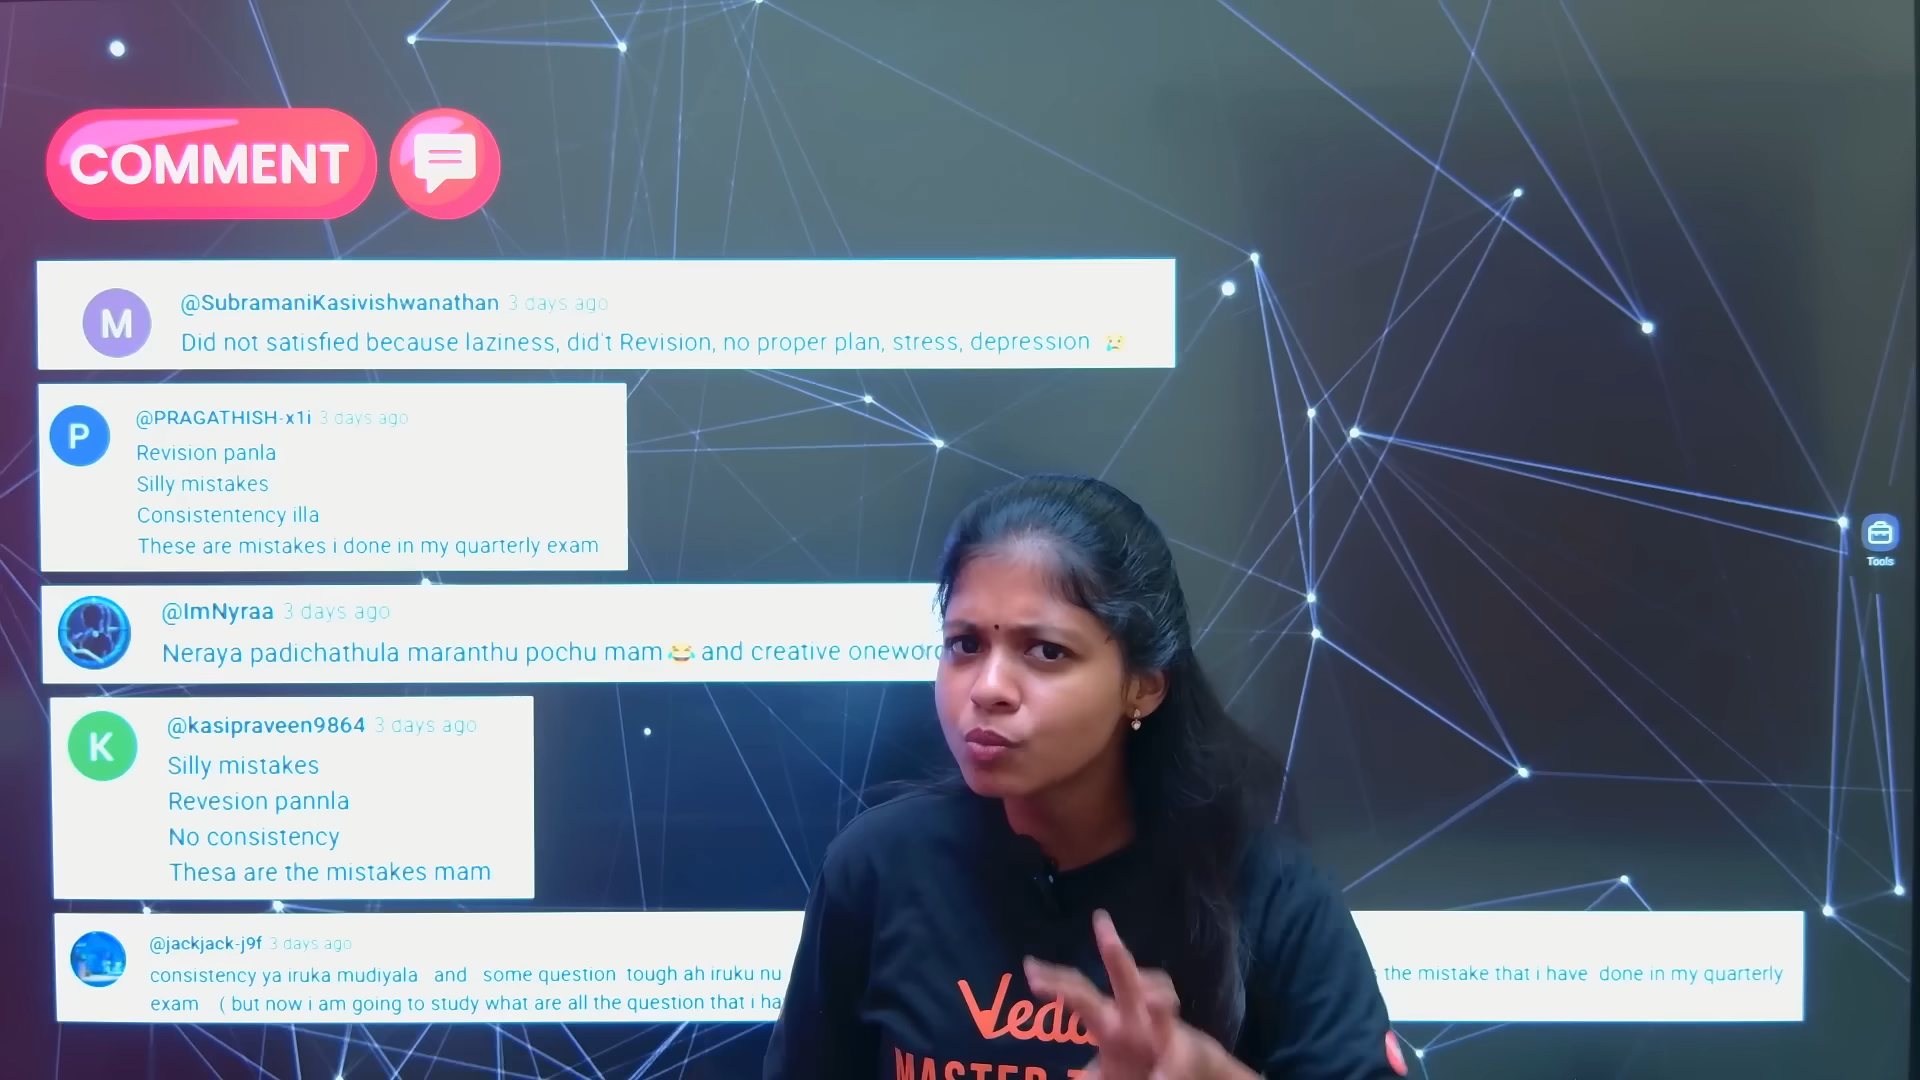 COMMENT
M
@SubramaniKasivishwanathan 3 days ago
Did not satisfied because laziness, did't Revision, no proper plan, stress, depression 😢
P
@PRAGATHISH-x1i 3 days ago
Revision panla
Silly mistakes
Consistentency illa
These are mistakes i done in my quarterly exam
@ImNyraa 3 days ago
Neraya padichathula maranthu pochu mam 😂 and creative oneword
K
@kasipraveen9864 3 days ago
Silly mistakes
Revesion pannla
No consistency
Thesa are the mistakes mam
@jackjack-j9f 3 days ago
consistency ya iruka mudiyala and some question tough ah iruku nu the mistake that i have done in my quarterly
exam ( but now i am going to study what are all the question that i
Tools
MASTER